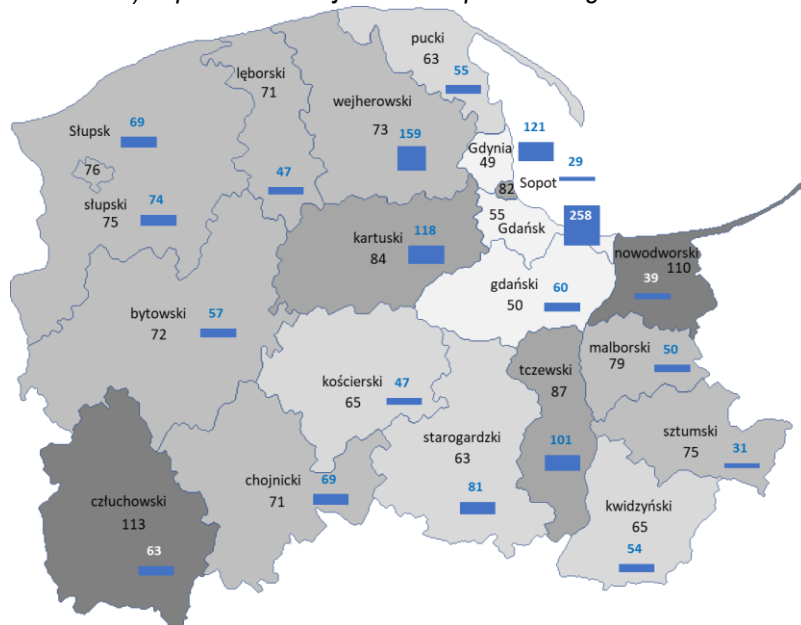 pucki
63
55
lęborski
71
47
wejherowski
73
159
Słupsk
69
76
słupski
75
74
Gdynia
49
121
29
Sopot
82
55
Gdańsk
258
kartuski
84
118
nowodworski
110
39
gdański
50
60
bytowski
72
57
malborski
79
50
kościerski
65
47
tczewski
87
101
starogardzki
63
81
sztumski
75
31
chojnicki
71
69
człuchowski
113
63
kwidzyński
65
54